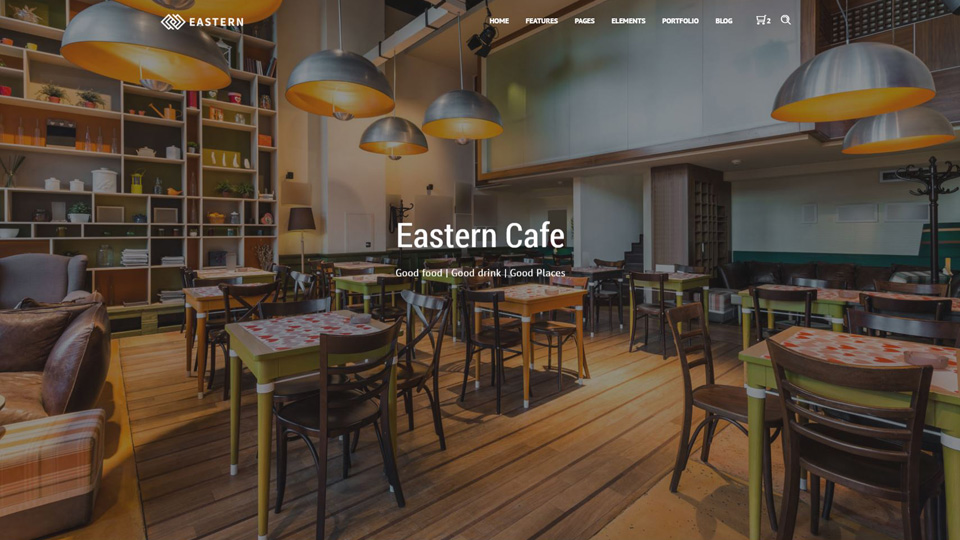 EASTERN
HOME FEATURES PAGES ELEMENTS PORTFOLIO BLOG 2
Eastern Cafe
Good food | Good drink | Good Places